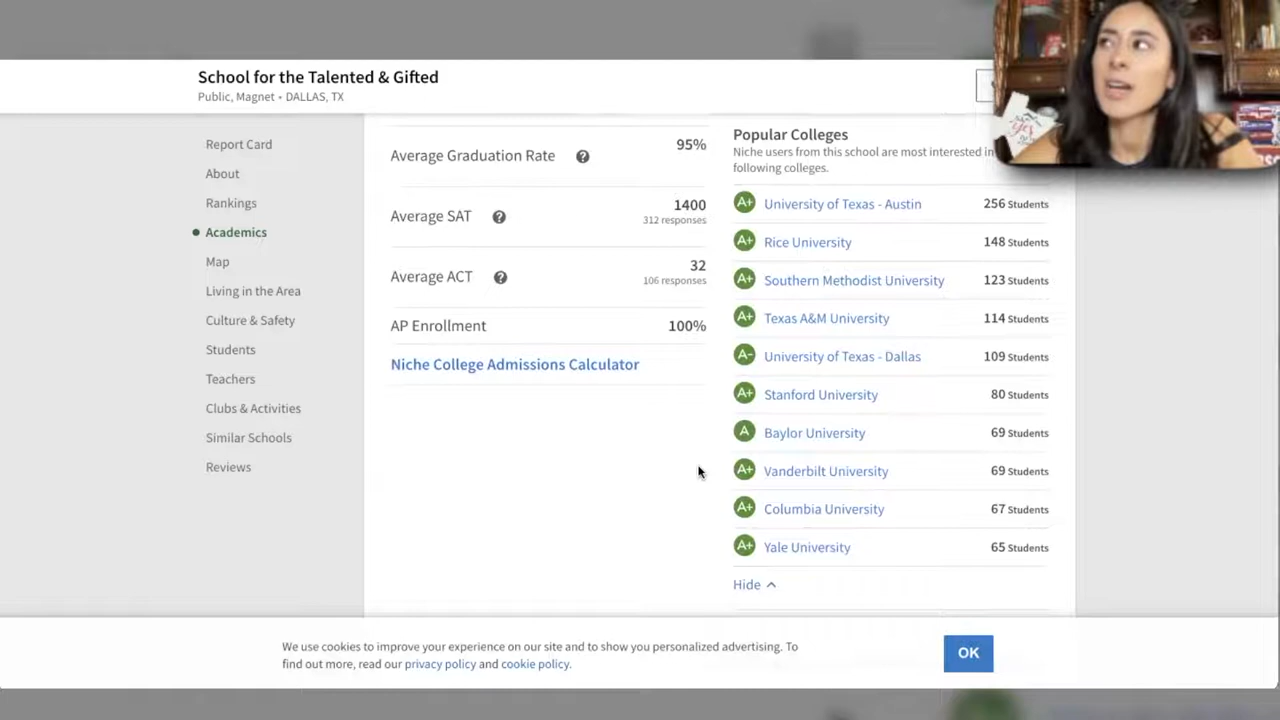 School for the Talented & Gifted
Public, Magnet • DALLAS, TX
Report Card
About
Rankings
Academics
Map
Living in the Area
Culture & Safety
Students
Teachers
Clubs & Activities
Similar Schools
Reviews
Average Graduation Rate ? 95%
Average SAT ? 1400
312 responses
Average ACT ? 32
106 responses
AP Enrollment 100%
Niche College Admissions Calculator
Popular Colleges
Niche users from this school are most interested in
following colleges.
A+ University of Texas - Austin 256 Students
A+ Rice University 148 Students
A+ Southern Methodist University 123 Students
A+ Texas A&M University 114 Students
A- University of Texas - Dallas 109 Students
A+ Stanford University 80 Students
A Baylor University 69 Students
A+ Vanderbilt University 69 Students
A+ Columbia University 67 Students
A+ Yale University 65 Students
Hide
We use cookies to improve your experience on our site and to show you personalized advertising. To
find out more, read our privacy policy and cookie policy.
OK
yes